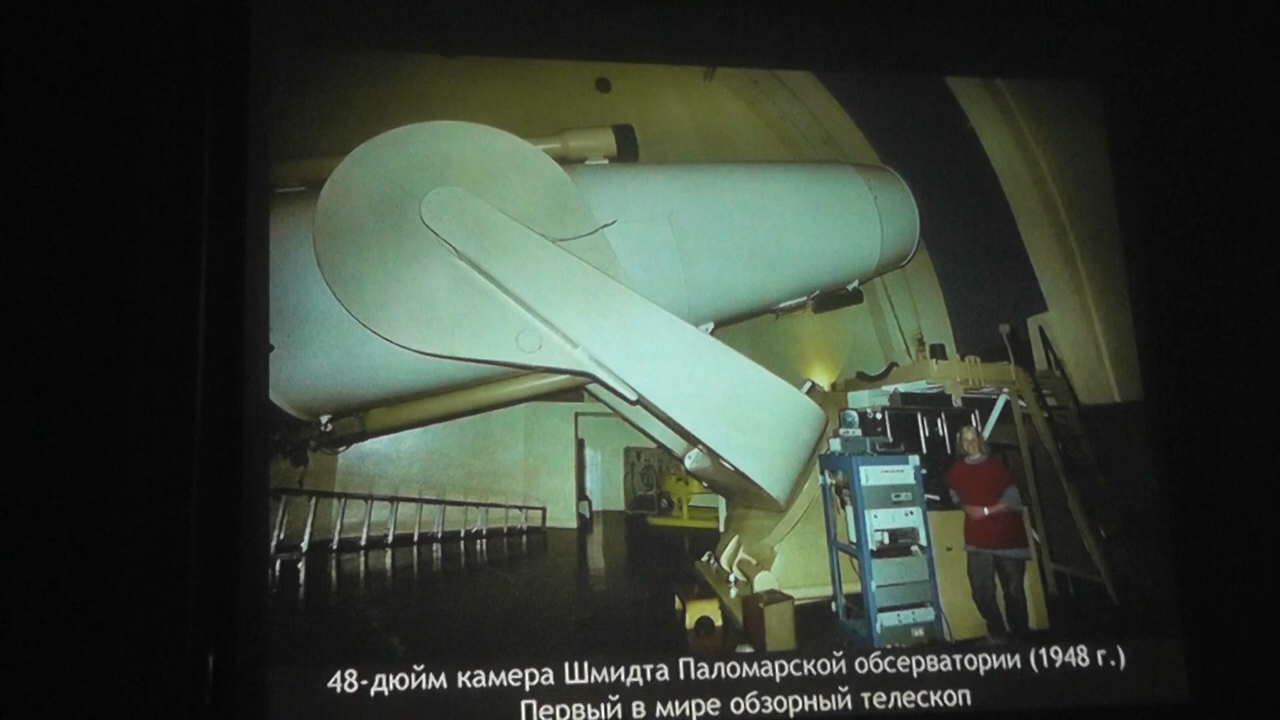 48-дюйм камера Шмидта Паломарской обсерватории (1948 г.)
Первый в мире обзорный телескоп